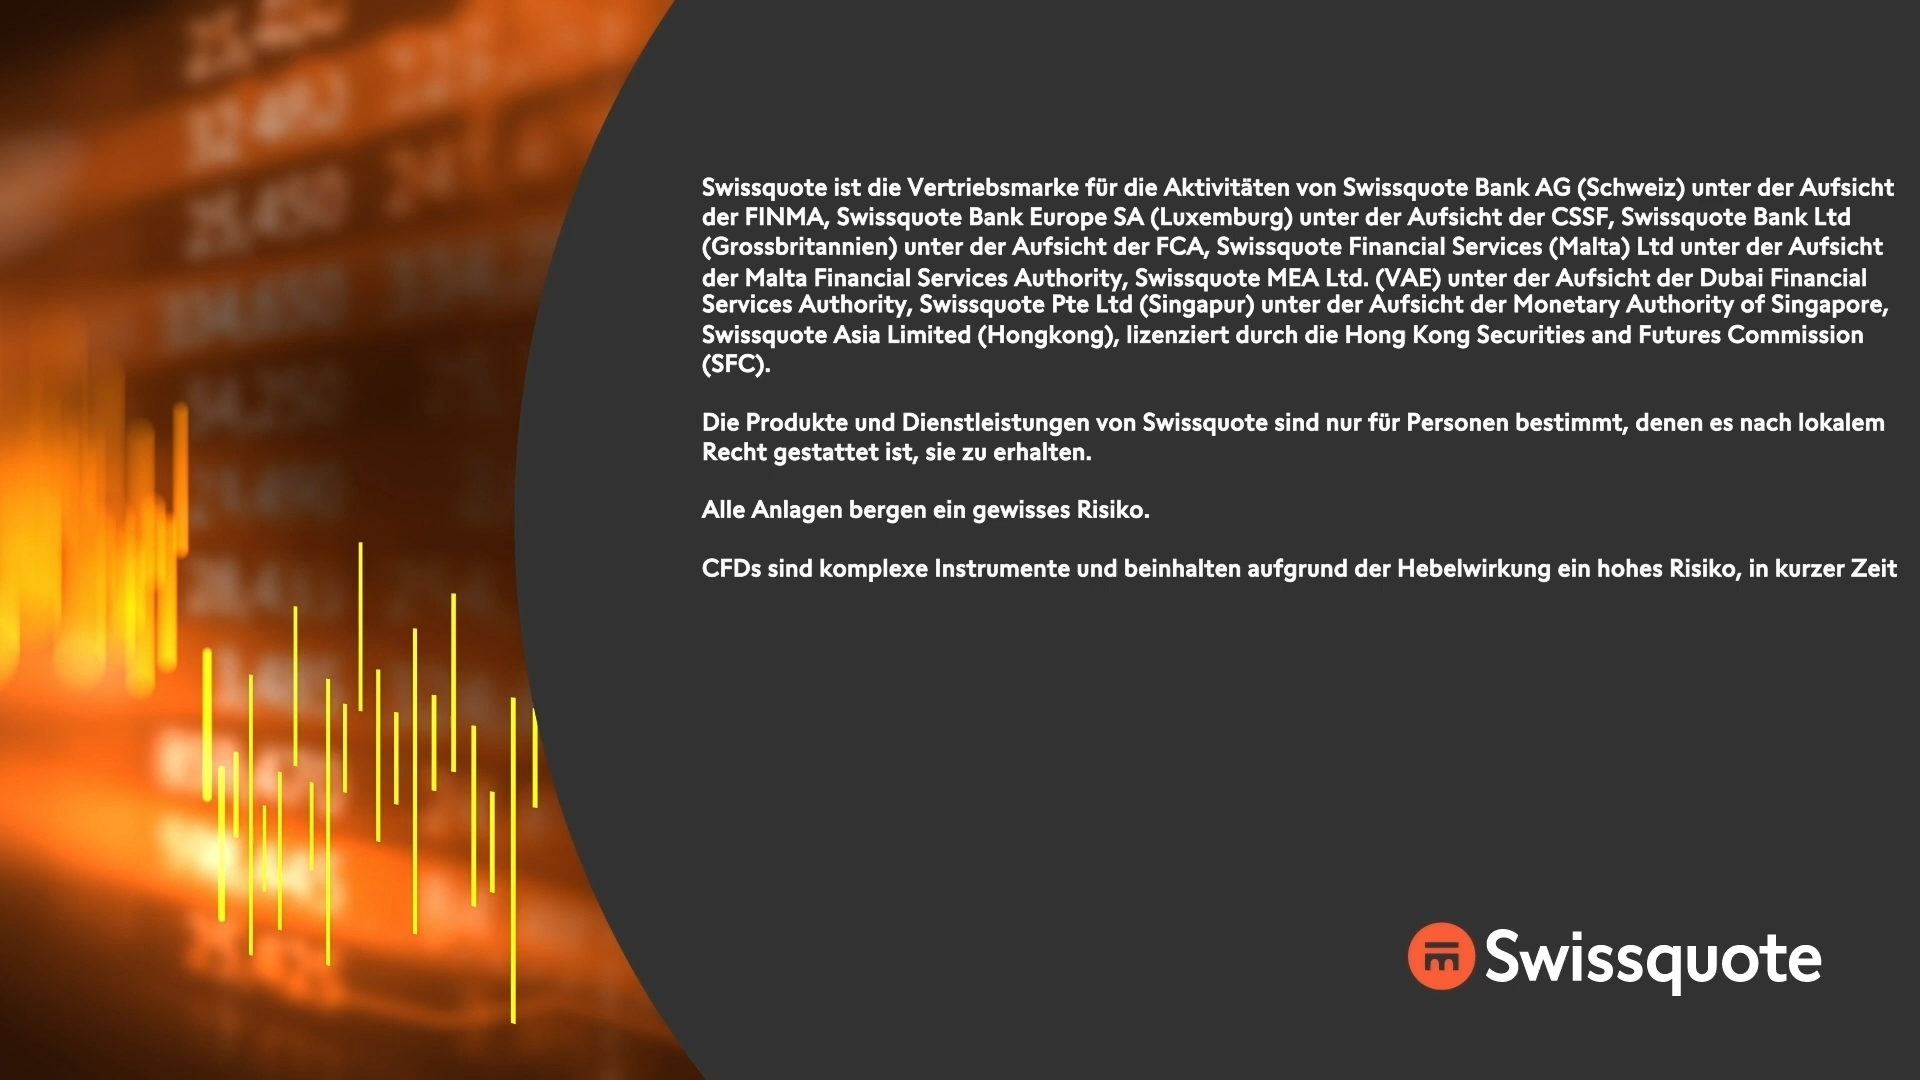 Swissquote ist die Vertriebsmarke für die Aktivitäten von Swissquote Bank AG (Schweiz) unter der Aufsicht
der FINMA, Swissquote Bank Europe SA (Luxemburg) unter der Aufsicht der CSSF, Swissquote Bank Ltd
(Grossbritannien) unter der Aufsicht der FCA, Swissquote Financial Services (Malta) Ltd unter der Aufsicht
der Malta Financial Services Authority, Swissquote MEA Ltd. (VAE) unter der Aufsicht der Dubai Financial
Services Authority, Swissquote Pte Ltd (Singapur) unter der Aufsicht der Monetary Authority of Singapore,
Swissquote Asia Limited (Hongkong), lizenziert durch die Hong Kong Securities and Futures Commission
(SFC).
Die Produkte und Dienstleistungen von Swissquote sind nur für Personen bestimmt, denen es nach lokalem
Recht gestattet ist, sie zu erhalten.
Alle Anlagen bergen ein gewisses Risiko.
CFDs sind komplexe Instrumente und beinhalten aufgrund der Hebelwirkung ein hohes Risiko, in kurzer Zeit
Swissquote